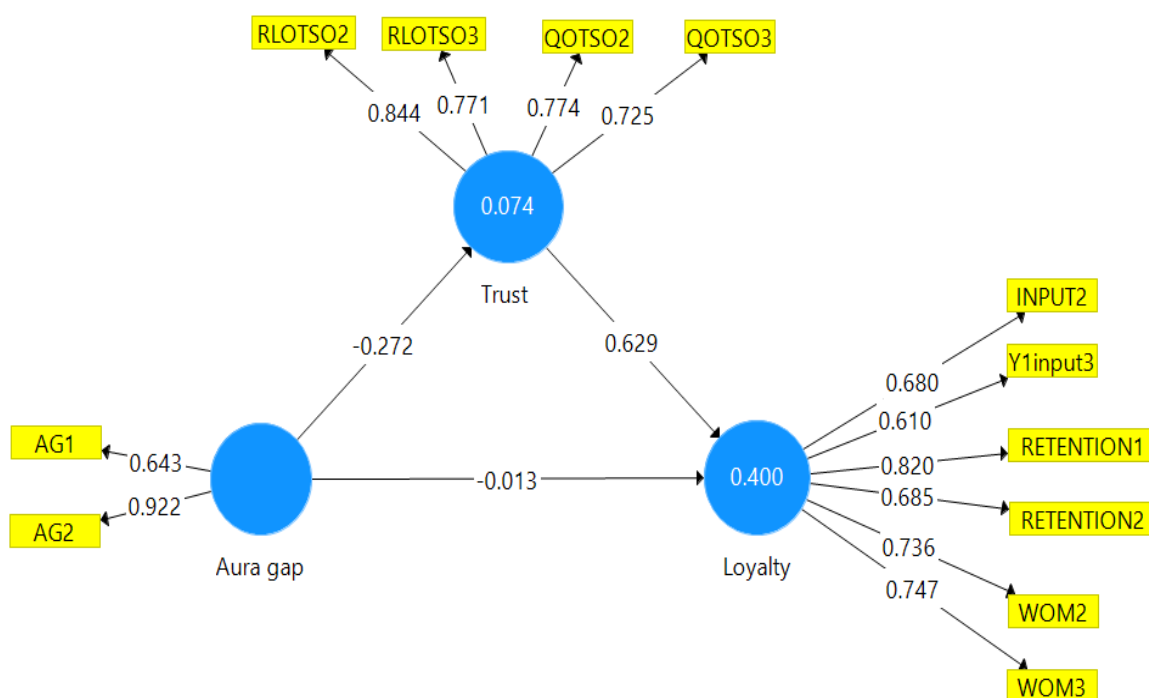 RLOTSO2
RLOTSO3
QOTSO2
QOTSO3
0.844
0.771
0.774
0.725
0.074
Trust
-0.272
0.629
INPUT2
Y1input3
0.680
0.610
AG1
0.643
0.922
AG2
Aura gap
-0.013
0.400
Loyalty
0.820
RETENTION1
0.685
RETENTION2
0.736
0.747
WOM2
WOM3